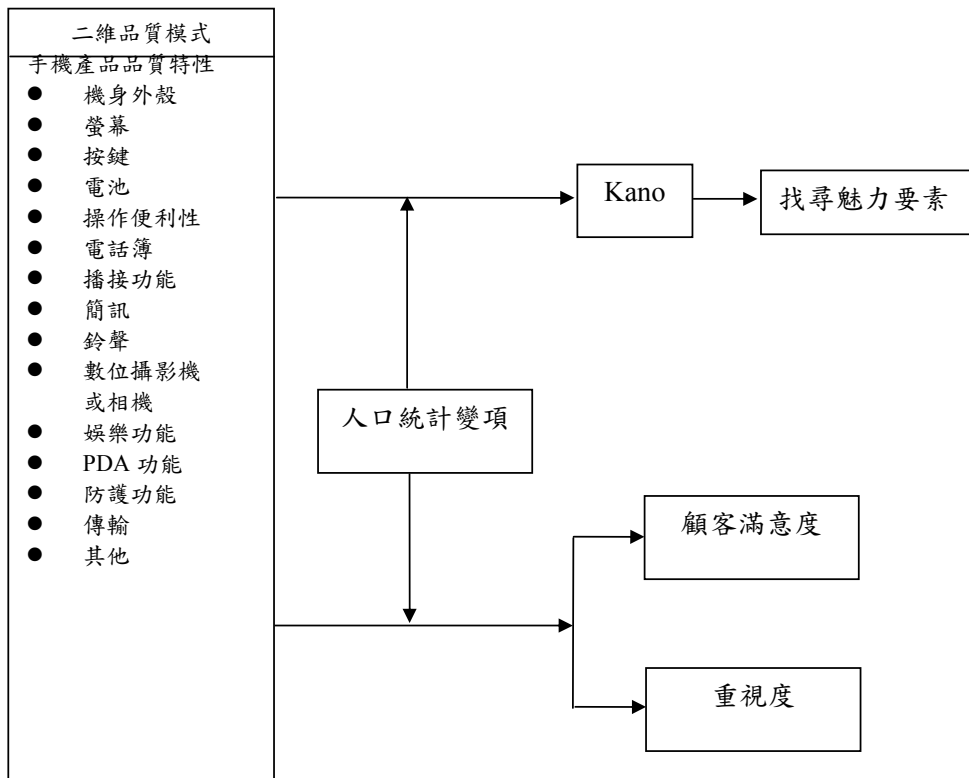 二維品質模式
手機產品品質特性
● 機身外殼
● 螢幕
● 按鍵
● 電池
● 操作便利性
● 電話簿
● 播接功能
● 簡訊
● 鈴聲
● 數位攝影機
或相機
● 娛樂功能
● PDA 功能
● 防護功能
● 傳輸
● 其他
Kano
找尋魅力要素
人口統計變項
顧客滿意度
重視度